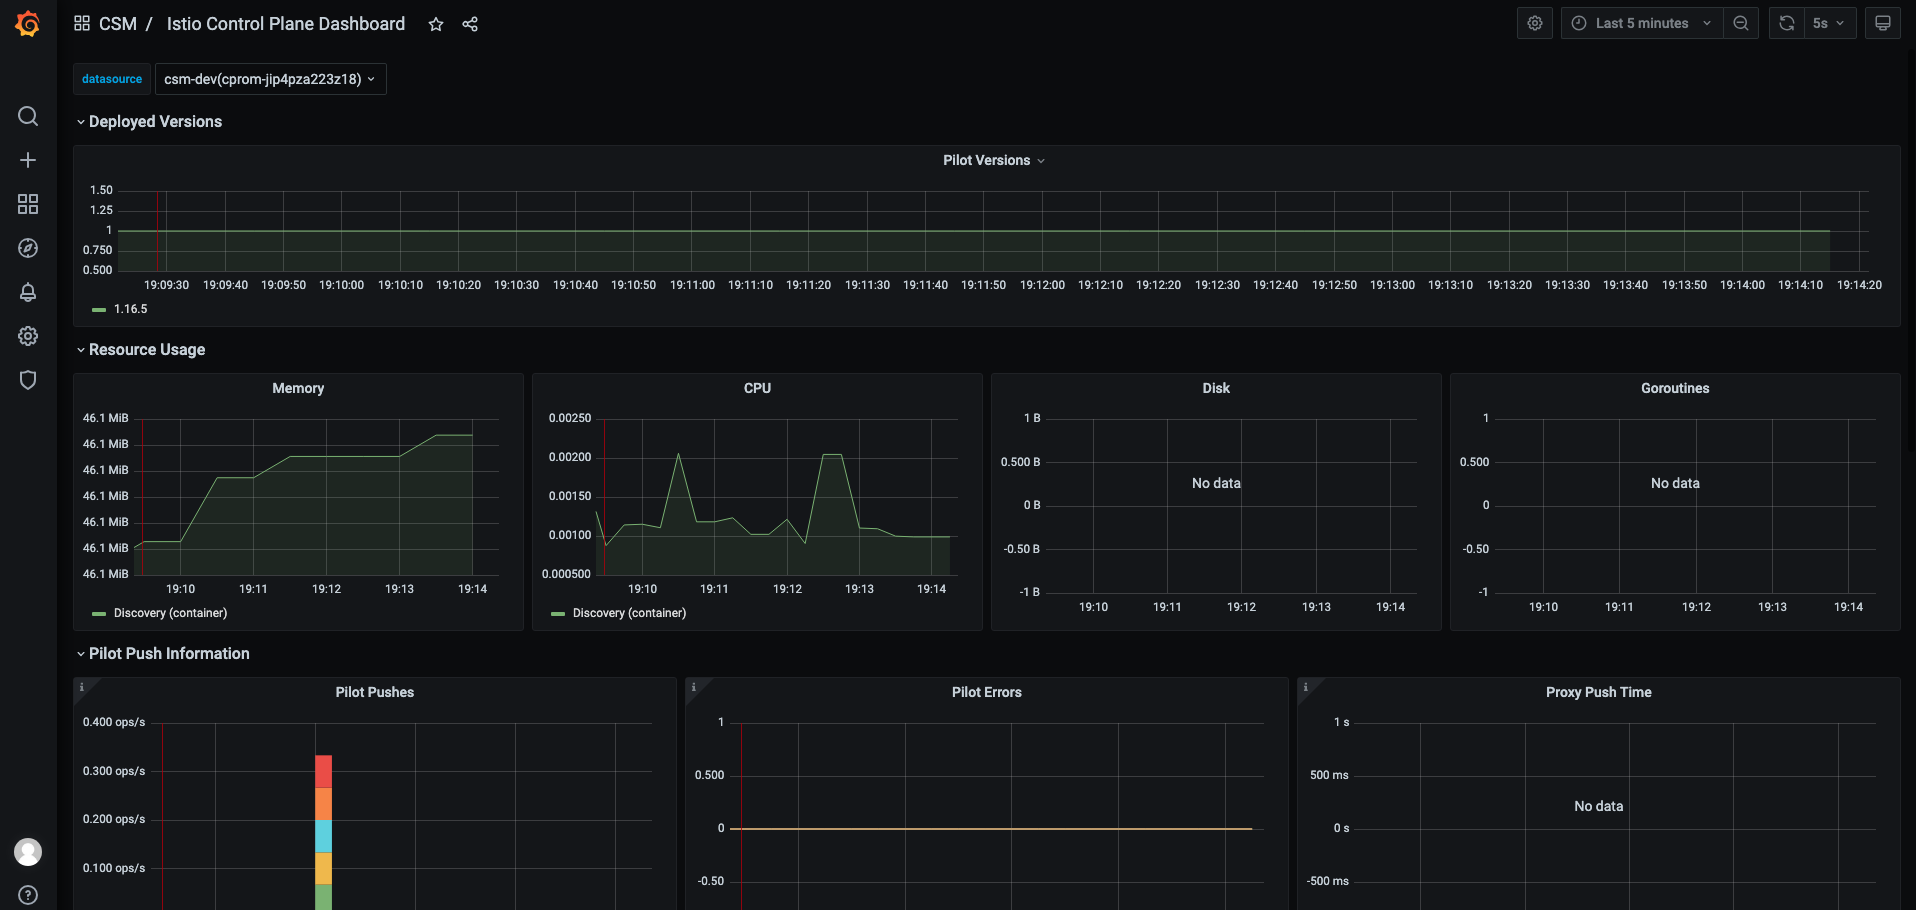 CSM / Istio Control Plane Dashboard
Last 5 minutes
5s
datasource csm-dev(cprom-jip4pza223z18)
Deployed Versions
Pilot Versions
1.50
1.25
1
0.750
0.500
19:09:30 19:09:40 19:09:50 19:10:00 19:10:10 19:10:20 19:10:30 19:10:40 19:10:50 19:11:00 19:11:10 19:11:20 19:11:30 19:11:40 19:11:50 19:12:00 19:12:10 19:12:20 19:12:30 19:12:40 19:12:50 19:13:00 19:13:10 19:13:20 19:13:30 19:13:40 19:13:50 19:14:00 19:14:10 19:14:20
1.16.5
Resource Usage
Memory
46.1 MiB
46.1 MiB
46.1 MiB
46.1 MiB
46.1 MiB
46.1 MiB
46.1 MiB
19:10 19:11 19:12 19:13 19:14
Discovery (container)
CPU
0.00250
0.00200
0.00150
0.00100
0.000500
19:10 19:11 19:12 19:13 19:14
Discovery (container)
Disk
1 B
0.500 B
No data
0 B
-0.50 B
-1 B
19:10 19:11 19:12 19:13 19:14
Goroutines
1
0.500
No data
0
-0.50
-1
19:10 19:11 19:12 19:13 19:14
Pilot Push Information
i
Pilot Pushes
0.400 ops/s
0.300 ops/s
0.200 ops/s
0.100 ops/s
i
Pilot Errors
1
0.500
0
-0.50
i
Proxy Push Time
1 s
500 ms
No data
0 s
-500 ms